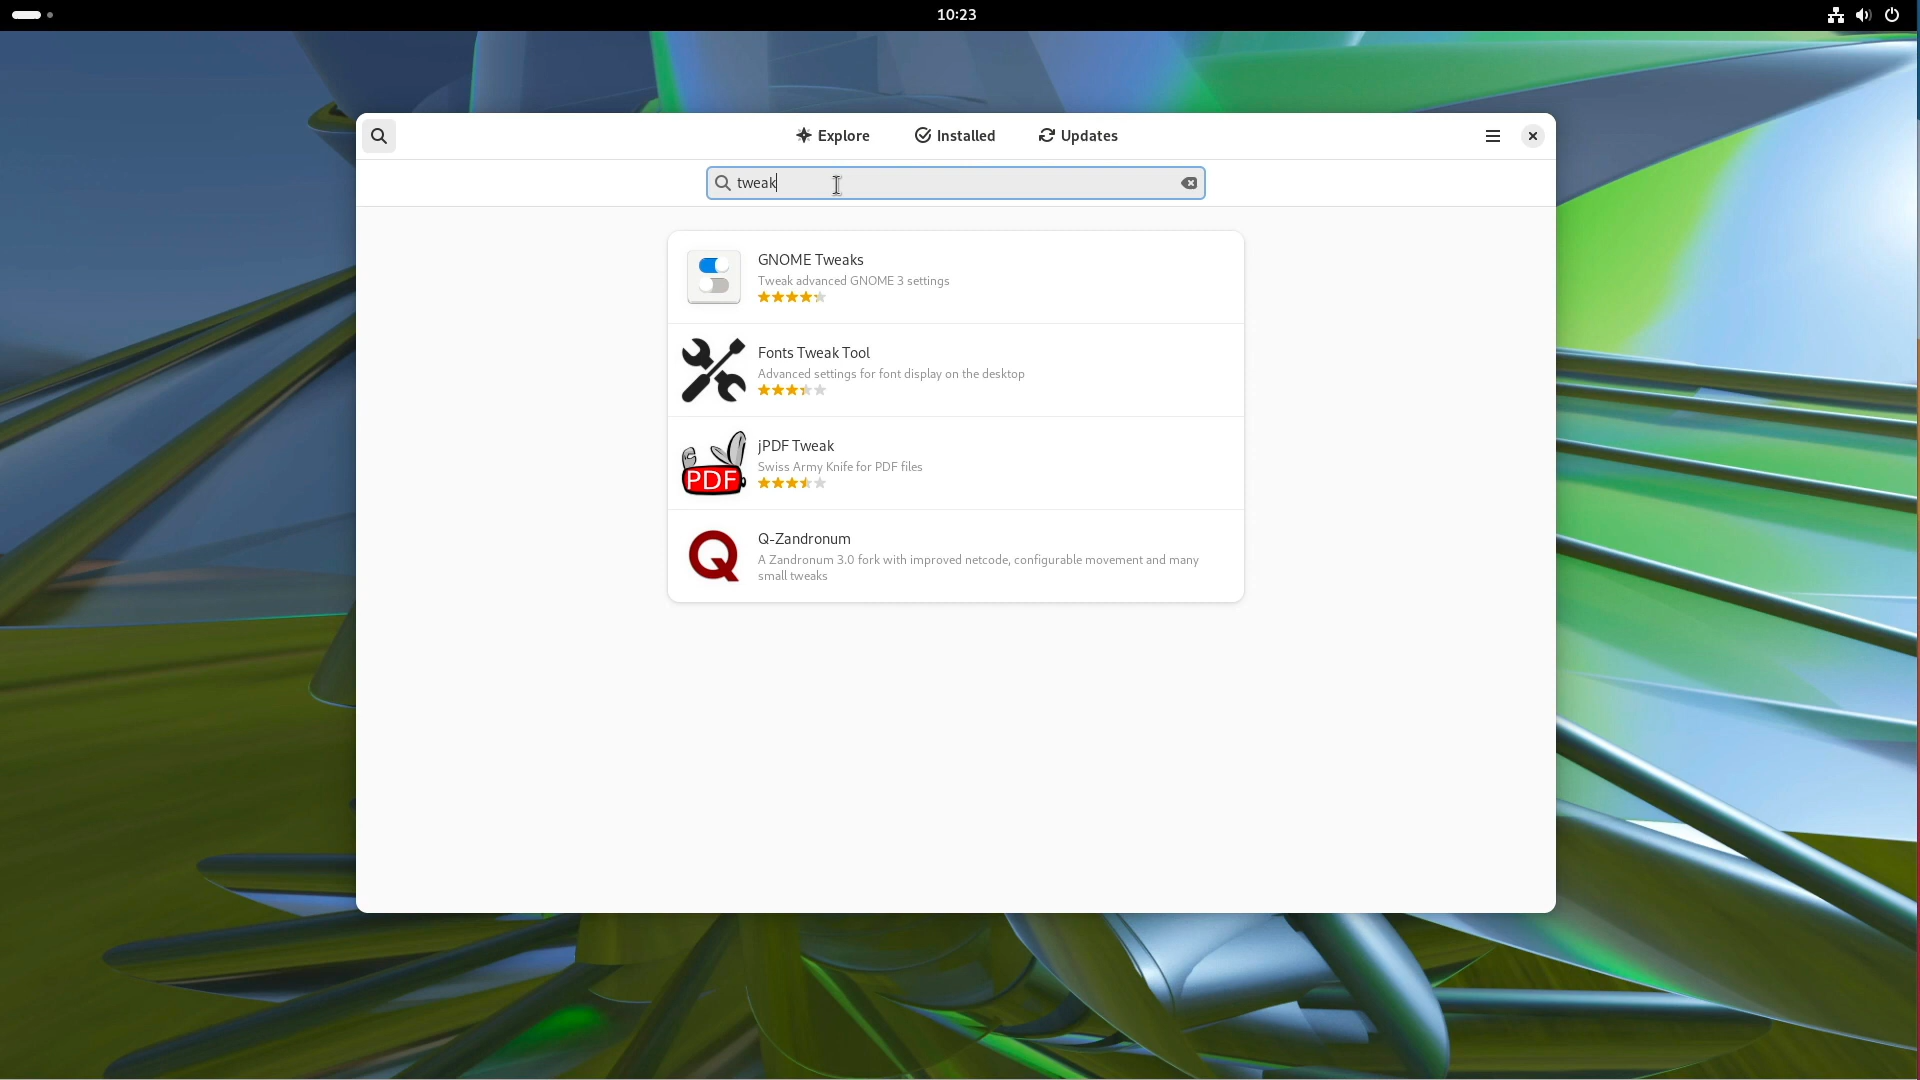 10:23
Explore
Installed
Updates
tweak
GNOME Tweaks
Tweak advanced GNOME 3 settings
Fonts Tweak Tool
Advanced settings for font display on the desktop
PDF
jPDF Tweak
Swiss Army Knife for PDF files
Q
Q-Zandronum
A Zandronum 3.0 fork with improved netcode, configurable movement and many
small tweaks